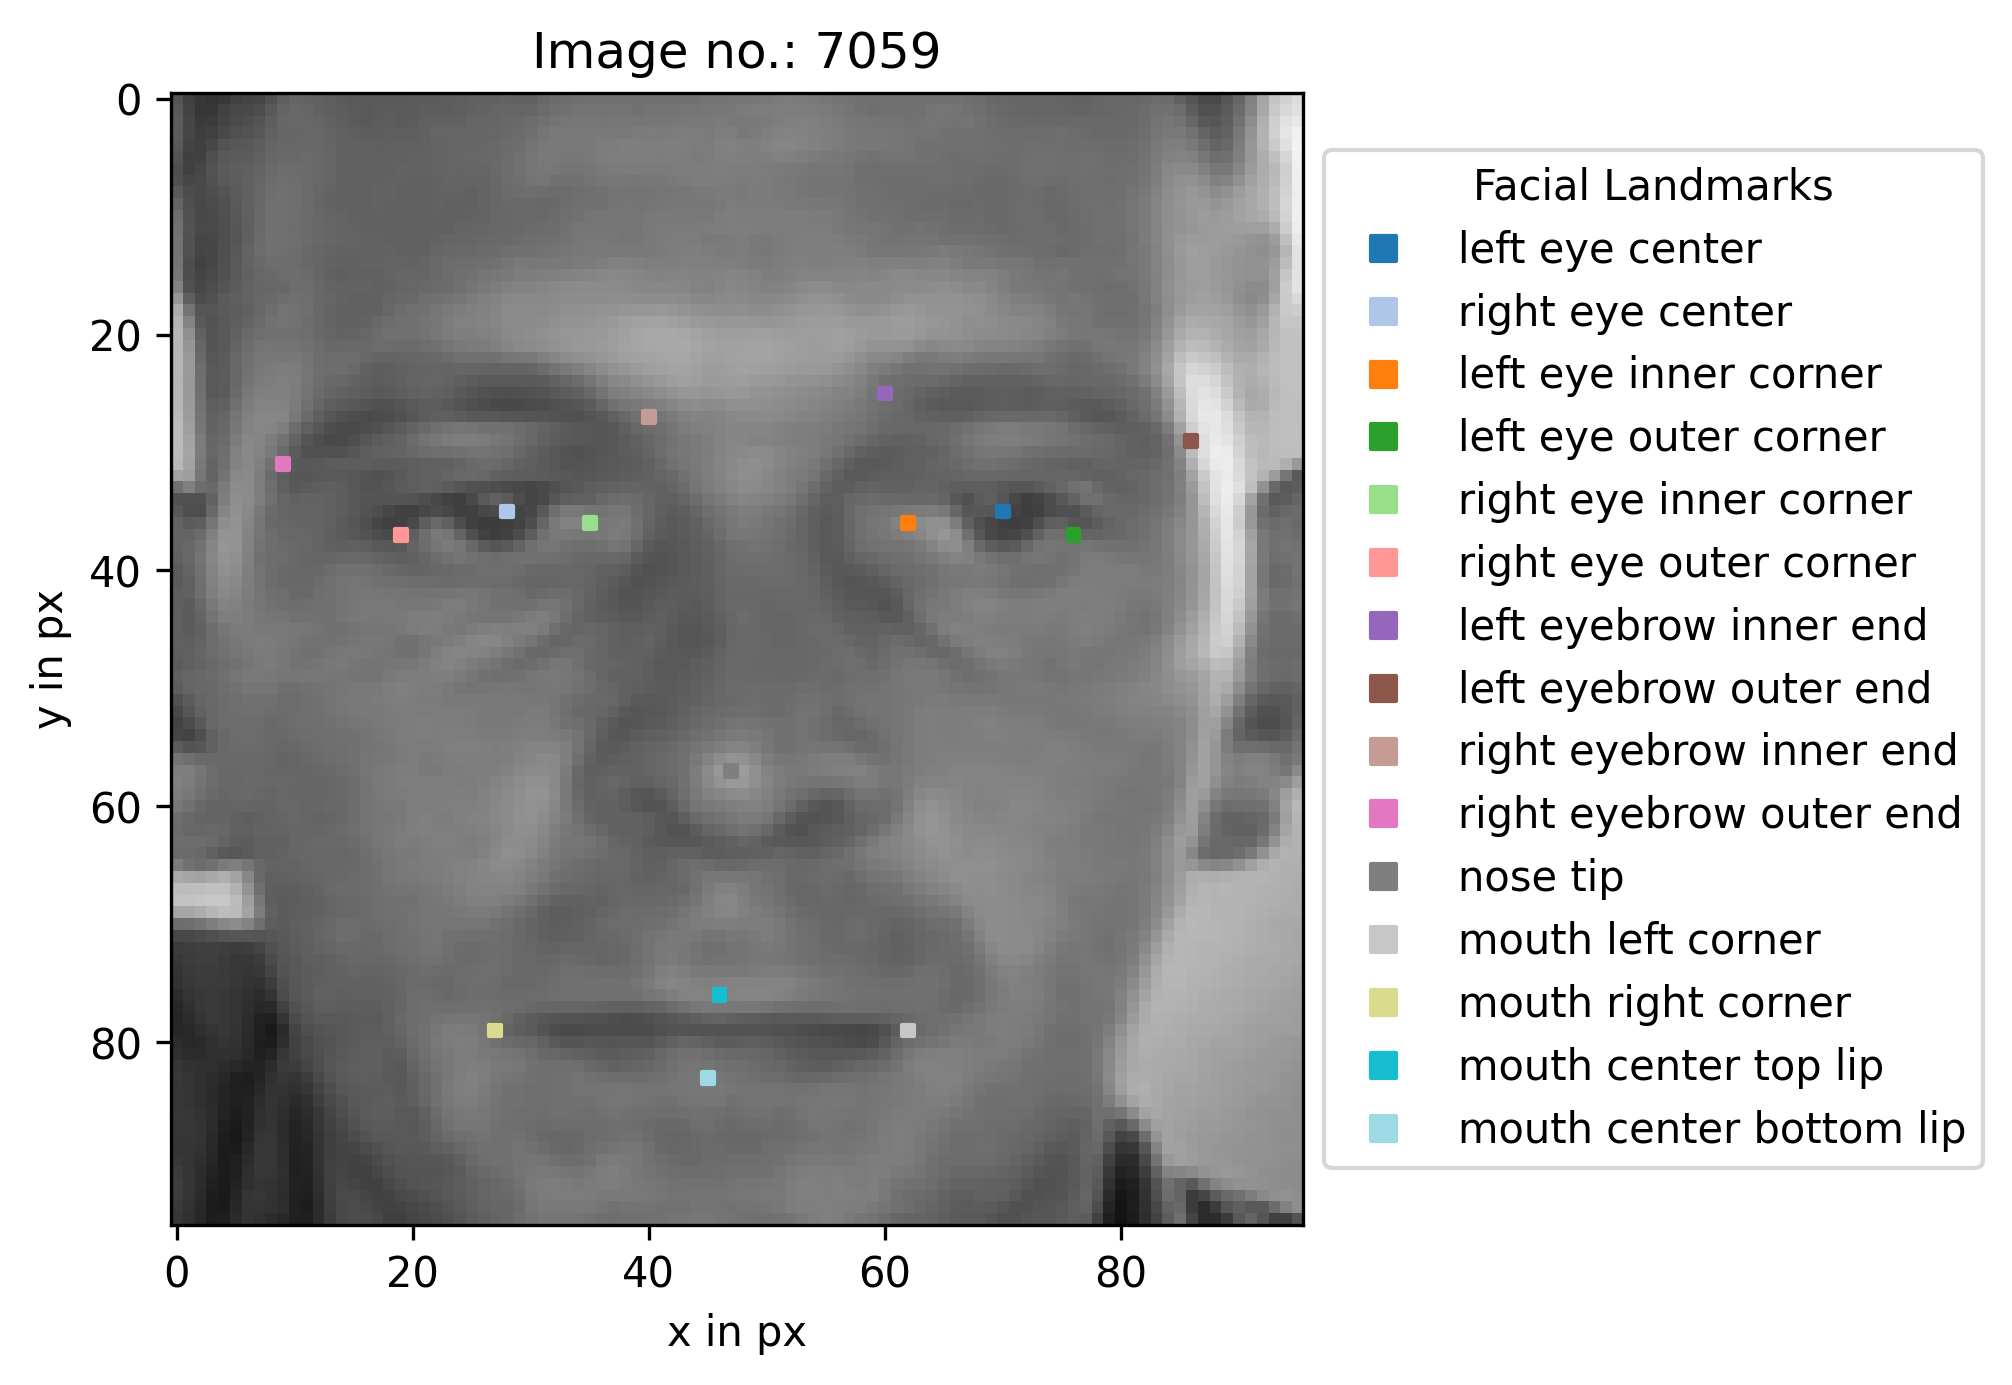 Image no.: 7059
0
20
40
60
80
y in px
0 20 40 60 80
x in px
Facial Landmarks
left eye center
right eye center
left eye inner corner
left eye outer corner
right eye inner corner
right eye outer corner
left eyebrow inner end
left eyebrow outer end
right eyebrow inner end
right eyebrow outer end
nose tip
mouth left corner
mouth right corner
mouth center top lip
mouth center bottom lip